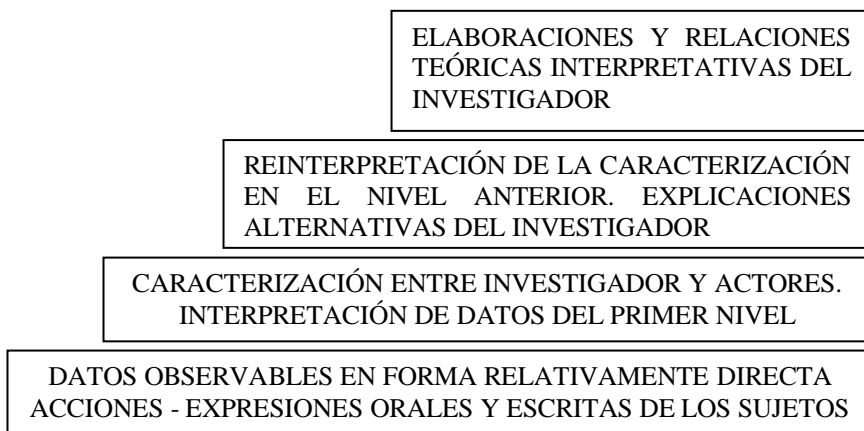 ELABORACIONES Y RELACIONES
TEÓRICAS INTERPRETATIVAS DEL
INVESTIGADOR
REINTERPRETACIÓN DE LA CARACTERIZACIÓN
EN EL NIVEL ANTERIOR. EXPLICACIONES
ALTERNATIVAS DEL INVESTIGADOR
CARACTERIZACIÓN ENTRE INVESTIGADOR Y ACTORES.
INTERPRETACIÓN DE DATOS DEL PRIMER NIVEL
DATOS OBSERVABLES EN FORMA RELATIVAMENTE DIRECTA
ACCIONES - EXPRESIONES ORALES Y ESCRITAS DE LOS SUJETOS